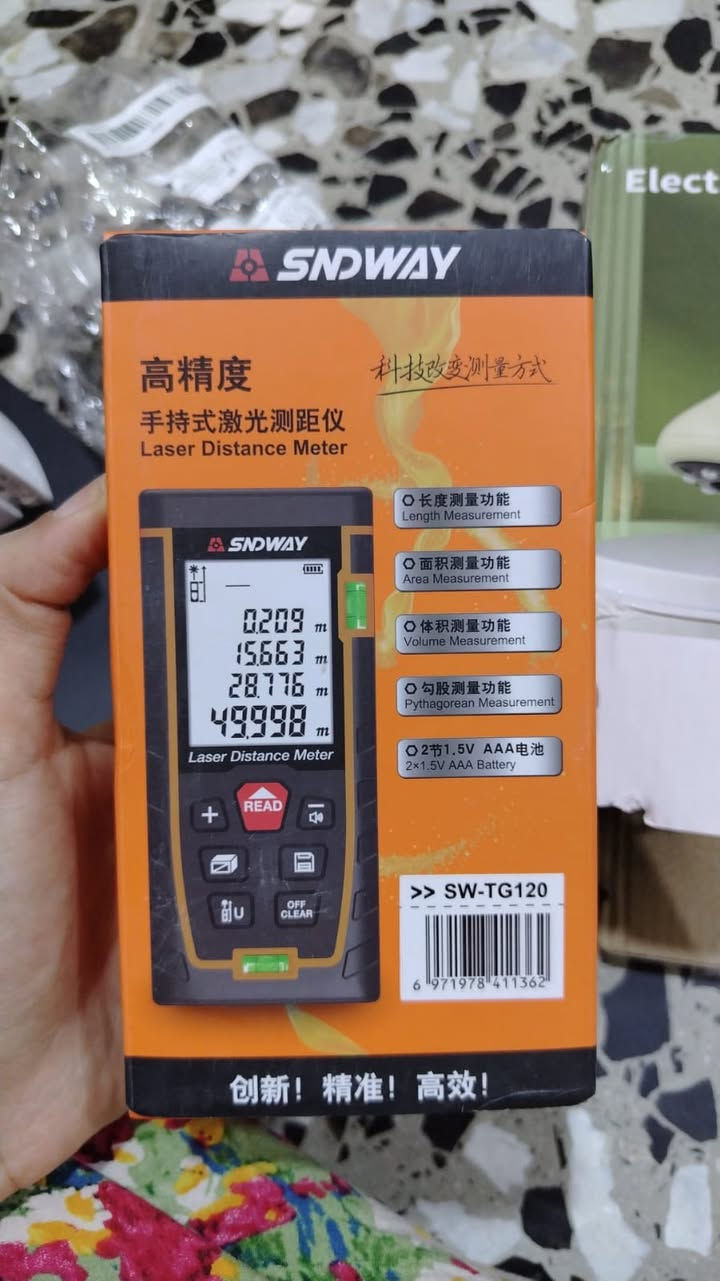 SNDWAY
高精度
科技改变测量方式
手持式激光测距仪
Laser Distance Meter
SNDWAY
0.209 m
15.663 m
28.776 m
49.998 m
Laser Distance Meter
+
READ
−
U
OFF
CLEAR
长度测量功能
Length Measurement
面积测量功能
Area Measurement
体积测量功能
Volume Measurement
勾股测量功能
Pythagorean Measurement
2节1.5V AAA电池
2×1.5V AAA Battery
>> SW-TG120
6 971978 411362
创新! 精准! 高效!
Elect